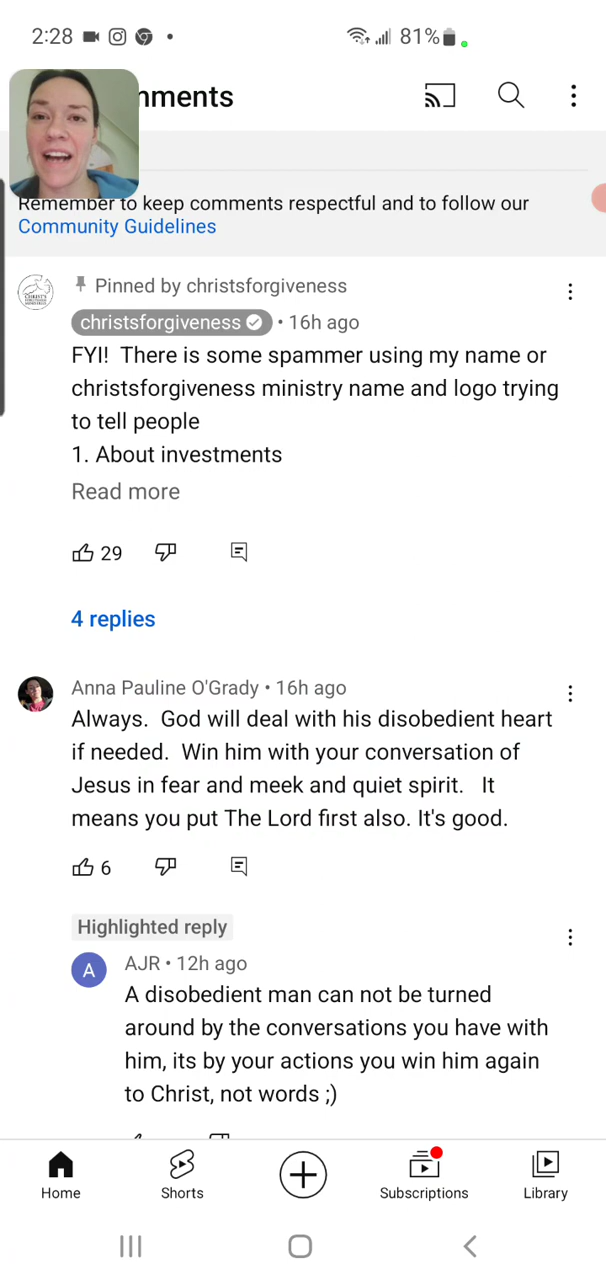 2:28 81%
mments
Remember to keep comments respectful and to follow our
Community Guidelines
Pinned by christsforgiveness
christsforgiveness • 16h ago
FYI!  There is some spammer using my name or
christsforgiveness ministry name and logo trying
to tell people
1. About investments
Read more
29
4 replies
Anna Pauline O'Grady • 16h ago
Always.  God will deal with his disobedient heart
if needed.  Win him with your conversation of
Jesus in fear and meek and quiet spirit.   It
means you put The Lord first also. It's good.
6
Highlighted reply
A
AJR • 12h ago
A disobedient man can not be turned
around by the conversations you have with
him, its by your actions you win him again
to Christ, not words ;)
Home Shorts Subscriptions Library